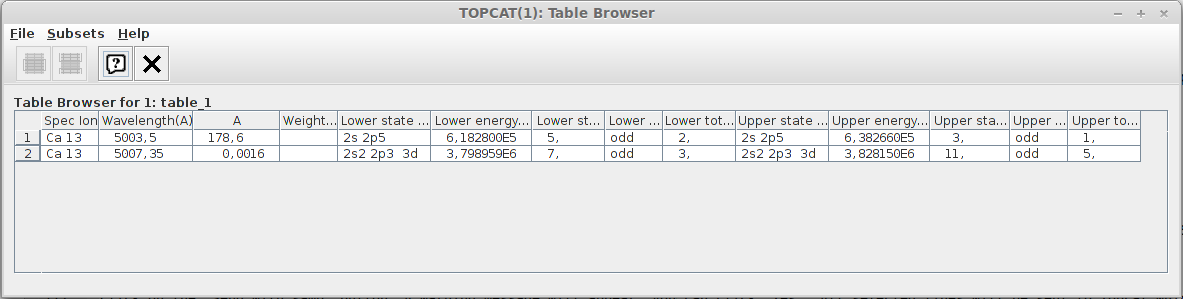 TOPCAT(1): Table Browser
File Subsets Help
Table Browser for 1: table_1
Spec Ion Wavelength(A) A Weight... Lower state ... Lower energy... Lower st... Lower ... Lower tot... Upper state ... Upper energy... Upper sta... Upper ... Upper to...
1 Ca 13 5003,5 178,6 2s 2p5 6,182800E5 5, odd 2, 2s 2p5 6,382660E5 3, odd 1,
2 Ca 13 5007,35 0,0016 2s2 2p3 3d 3,798959E6 7, odd 3, 2s2 2p3 3d 3,828150E6 11, odd 5,